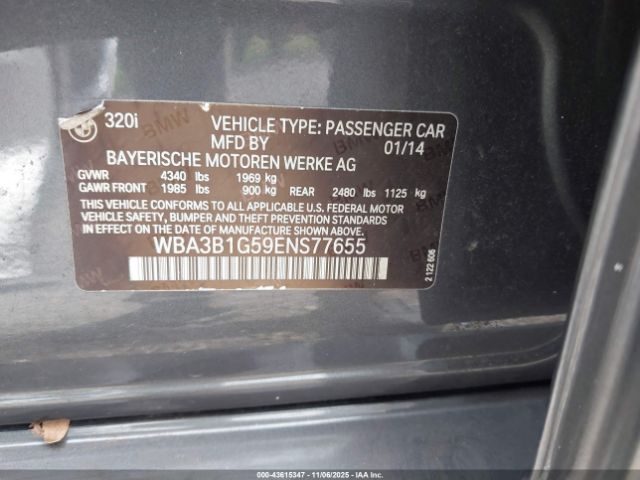 320i VEHICLE TYPE: PASSENGER CAR
MFD BY 01/14
BAYERISCHE MOTOREN WERKE AG
GVWR 4340 lbs 1969 kg
GAWR FRONT 1985 lbs 900 kg REAR 2480 lbs 1125 kg
THIS VEHICLE CONFORMS TO ALL APPLICABLE U.S. FEDERAL MOTOR
VEHICLE SAFETY, BUMPER AND THEFT PREVENTION STANDARDS
IN EFFECT ON THE DATE OF MANUFACTURE SHOWN ABOVE.
WBA3B1G59ENS77655
2 122 606
000-43615347 - 11/06/2025 - IAA Inc.